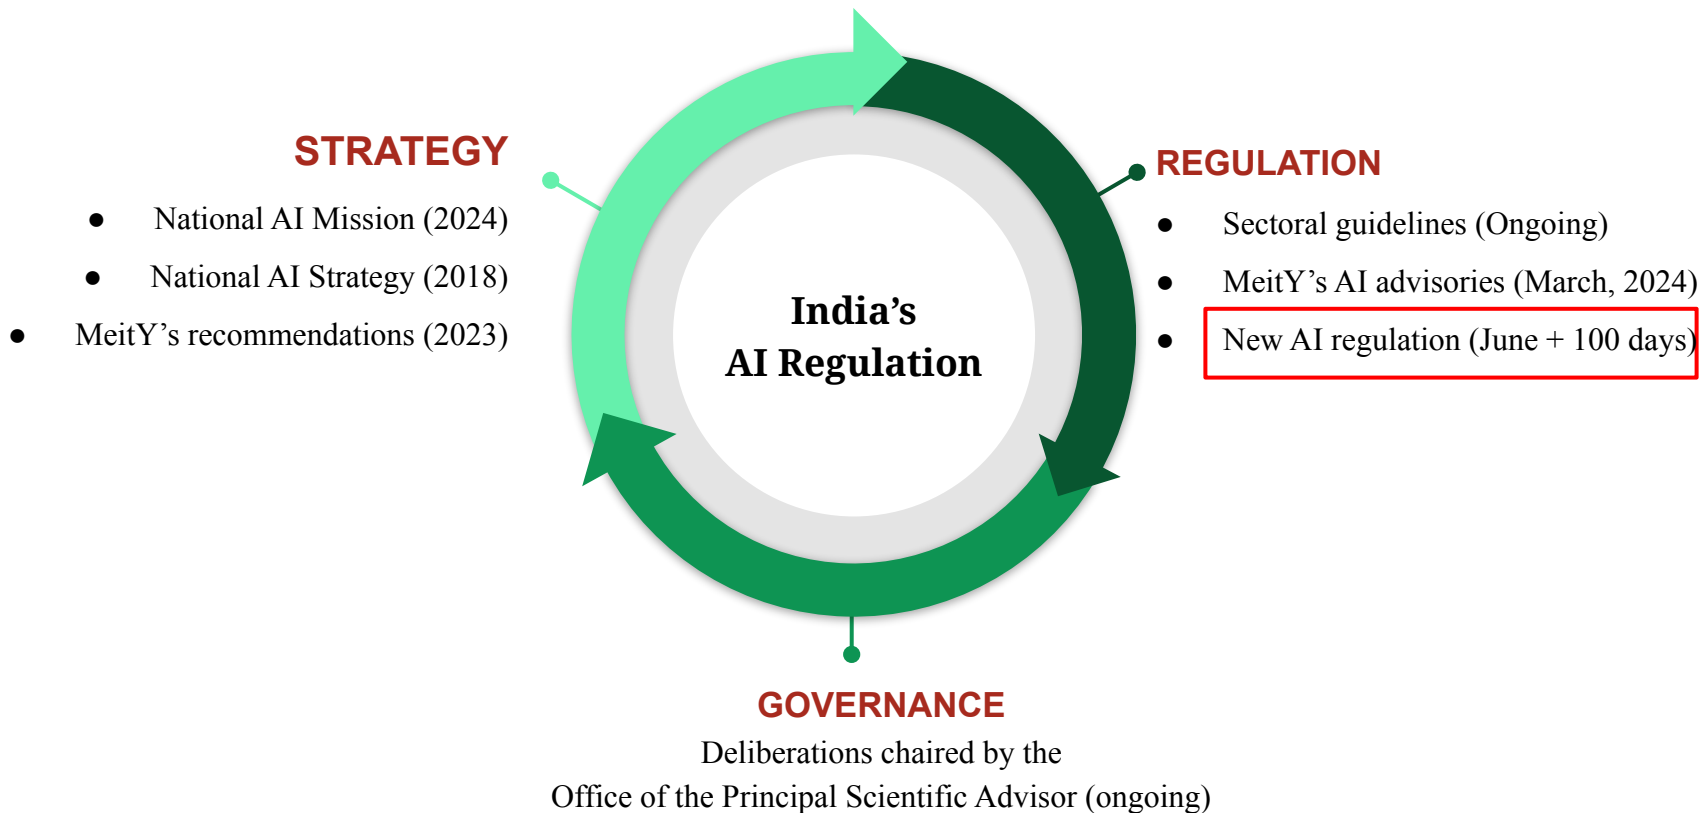 STRATEGY
● National AI Mission (2024)
● National AI Strategy (2018)
● MeitY’s recommendations (2023)
India’s
AI Regulation
REGULATION
● Sectoral guidelines (Ongoing)
● MeitY’s AI advisories (March, 2024)
● New AI regulation (June + 100 days)
GOVERNANCE
Deliberations chaired by the
Office of the Principal Scientific Advisor (ongoing)